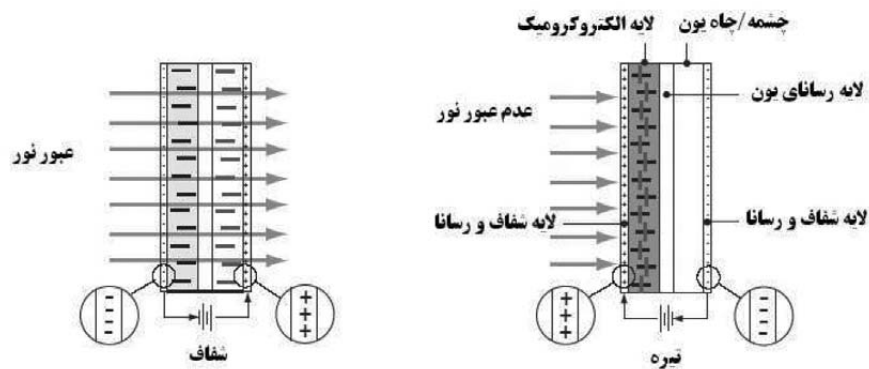 چشمه/چاه یون
لایه الکتروکرومیک
لایه رسانای یون
عدم عبور نور
عبور نور
لایه شفاف و رسانا
لایه شفاف و رسانا
-
-
-
-
+
+
+
+
+
+
-
-
-
-
شفاف
تیره